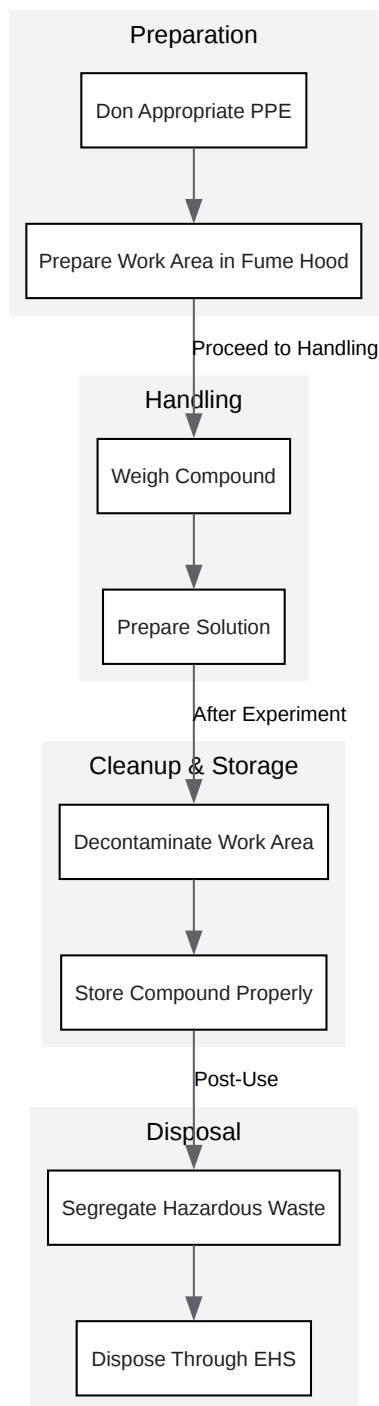 Preparation
Don Appropriate PPE
Prepare Work Area in Fume Hood
Proceed to Handling
Handling
Weigh Compound
Prepare Solution
After Experiment
Cleanup & Storage
Decontaminate Work Area
Store Compound Properly
Post-Use
Disposal
Segregate Hazardous Waste
Dispose Through EHS